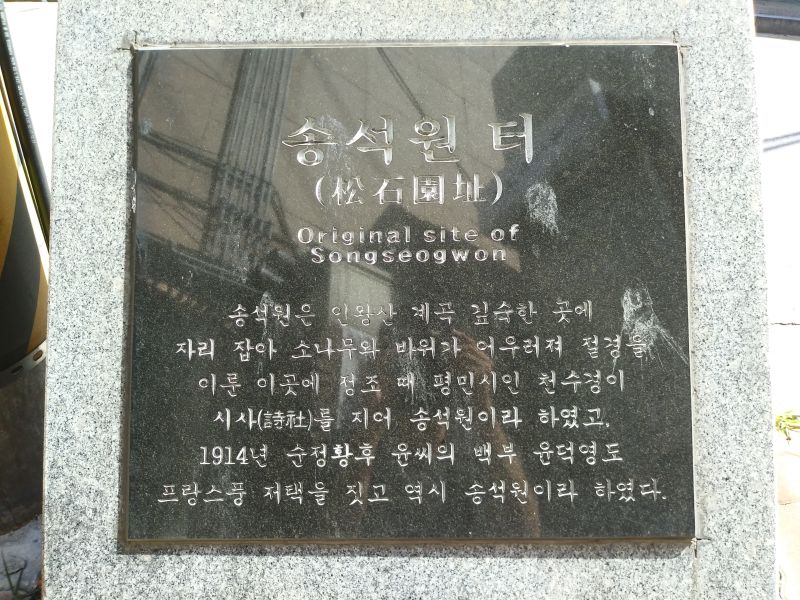 송석원 터
(松石園址)
Original site of
Songseogwon
송석원은 인왕산 계곡 깊숙한 곳에
자리 잡아 소나무와 바위가 어우러져 절경을
이룬 이곳에 정조 때 평민시인 천수경이
시사(詩社)를 지어 송석원이라 하였고,
1914년 순정황후 윤씨의 백부 윤덕영도
프랑스풍 저택을 짓고 역시 송석원이라 하였다.